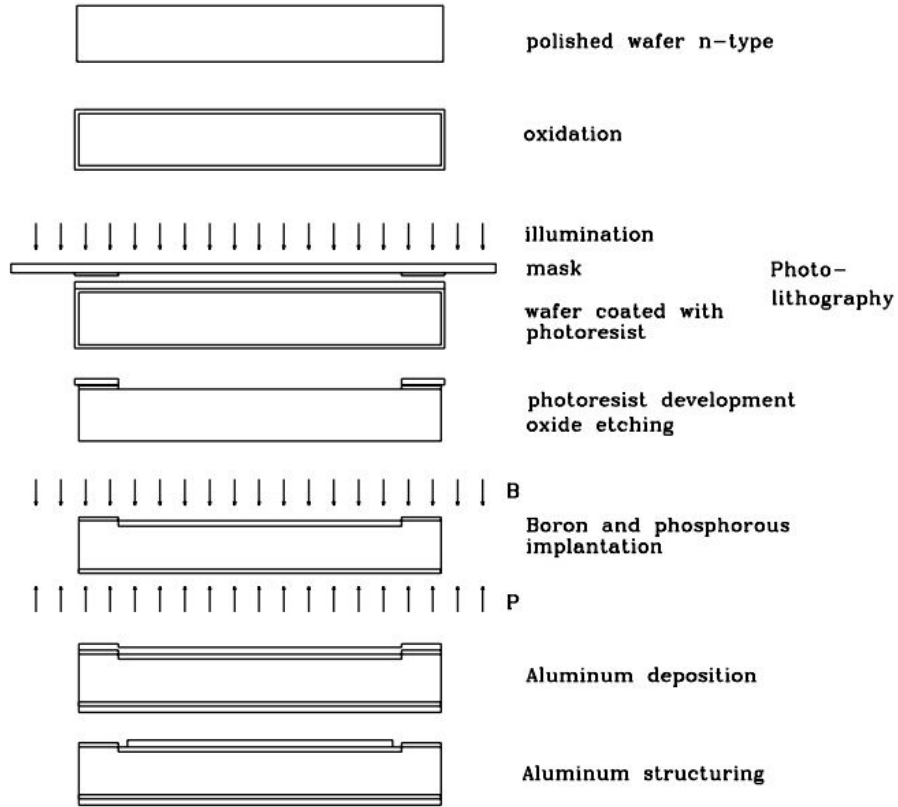 polished wafer n-type
oxidation
illumination
mask
Photo-
lithography
wafer coated with
photoresist
photoresist development
oxide etching
B
Boron and phosphorous
implantation
P
Aluminum deposition
Aluminum structuring